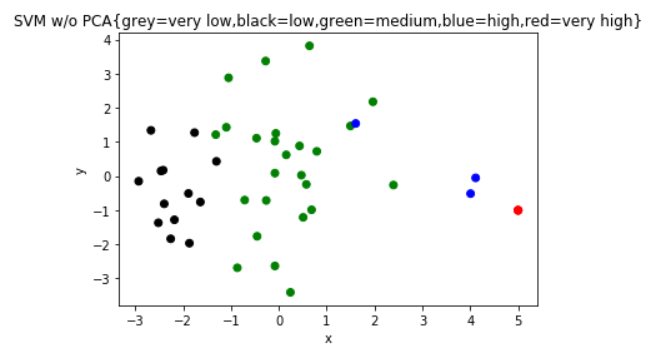 SVM w/o PCA{grey=very low,black=low,green=medium,blue=high,red=very high}
4
3
2
1
0
−1
−2
−3
y
−3 −2 −1 0 1 2 3 4 5
x